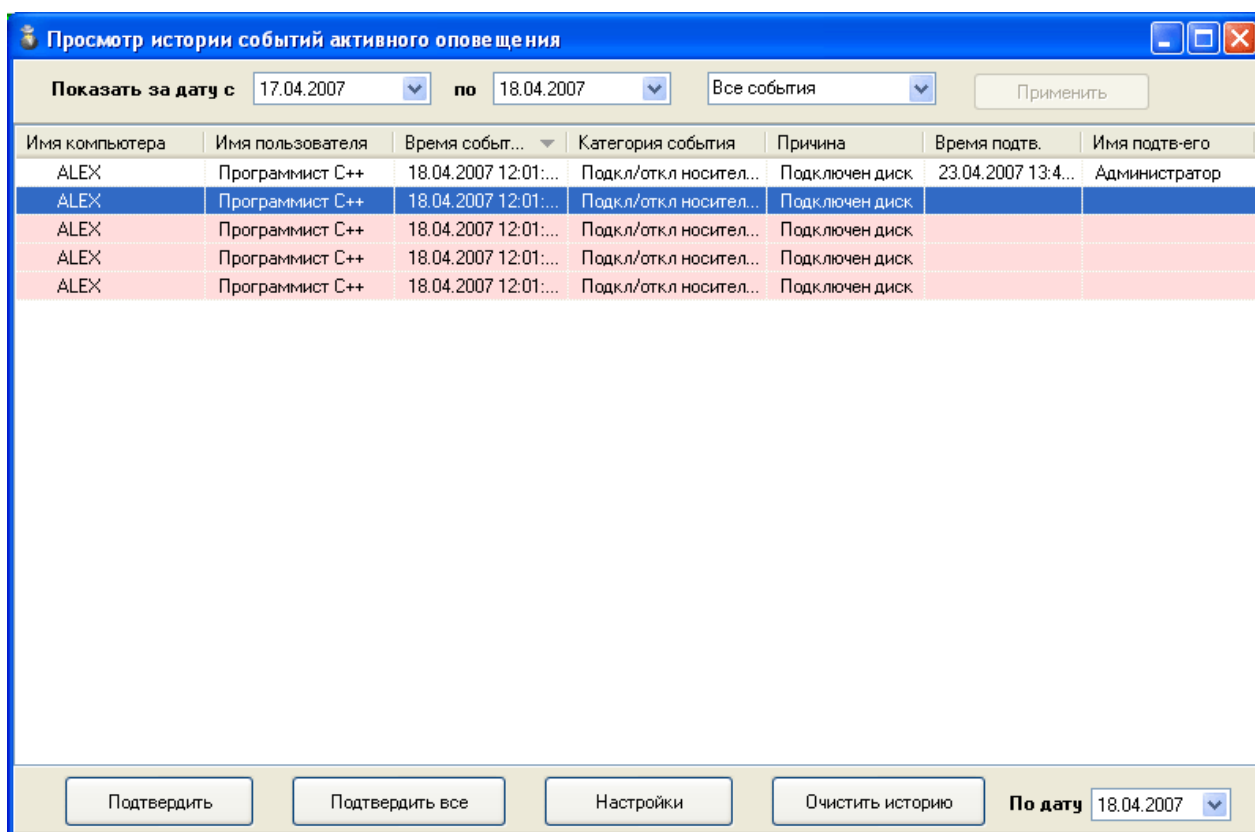 Просмотр истории событий активного оповещения
Показать за дату с 17.04.2007 по 18.04.2007 Все события Применить
Имя компьютера Имя пользователя Время событ... Категория события Причина Время подтв. Имя подтв-его
ALEX Программист C++ 18.04.2007 12:01:... Подкл/откл носител... Подключен диск 23.04.2007 13:4... Администратор
ALEX Программист C++ 18.04.2007 12:01:... Подкл/откл носител... Подключен диск
ALEX Программист C++ 18.04.2007 12:01:... Подкл/откл носител... Подключен диск
ALEX Программист C++ 18.04.2007 12:01:... Подкл/откл носител... Подключен диск
ALEX Программист C++ 18.04.2007 12:01:... Подкл/откл носител... Подключен диск
Подтвердить Подтвердить все Настройки Очистить историю По дату 18.04.2007